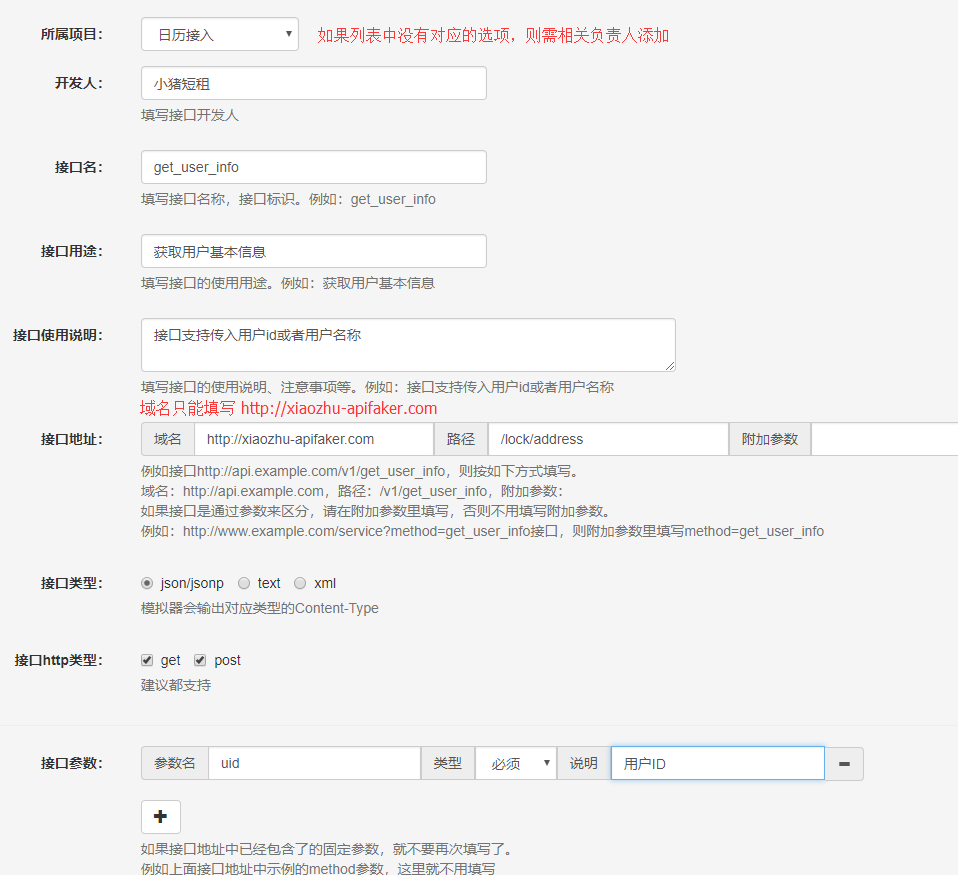 所属项目： 日历接入 如果列表中没有对应的选项，则需相关负责人添加
开发人： 小猪短租
填写接口开发人
接口名： get_user_info
填写接口名称，接口标识。例如：get_user_info
接口用途： 获取用户基本信息
填写接口的使用用途。例如：获取用户基本信息
接口使用说明： 接口支持传入用户id或者用户名称
填写接口的使用说明、注意事项等。例如：接口支持传入用户id或者用户名称
域名只能填写 http://xiaozhu-apifaker.com
接口地址： 域名 http://xiaozhu-apifaker.com 路径 /lock/address 附加参数
例如接口http://api.example.com/v1/get_user_info，则按如下方式填写。
域名：http://api.example.com，路径：/v1/get_user_info，附加参数：
如果接口是通过参数来区分，请在附加参数里填写，否则不用填写附加参数。
例如：http://www.example.com/service?method=get_user_info接口，则附加参数里填写method=get_user_info
接口类型： json/jsonp text xml
模拟器会输出对应类型的Content-Type
接口http类型： get post
建议都支持
接口参数： 参数名 uid 类型 必须 说明 用户ID
如果接口地址中已经包含了的固定参数，就不要再次填写了。
例如上面接口地址中示例的method参数，这里就不用填写